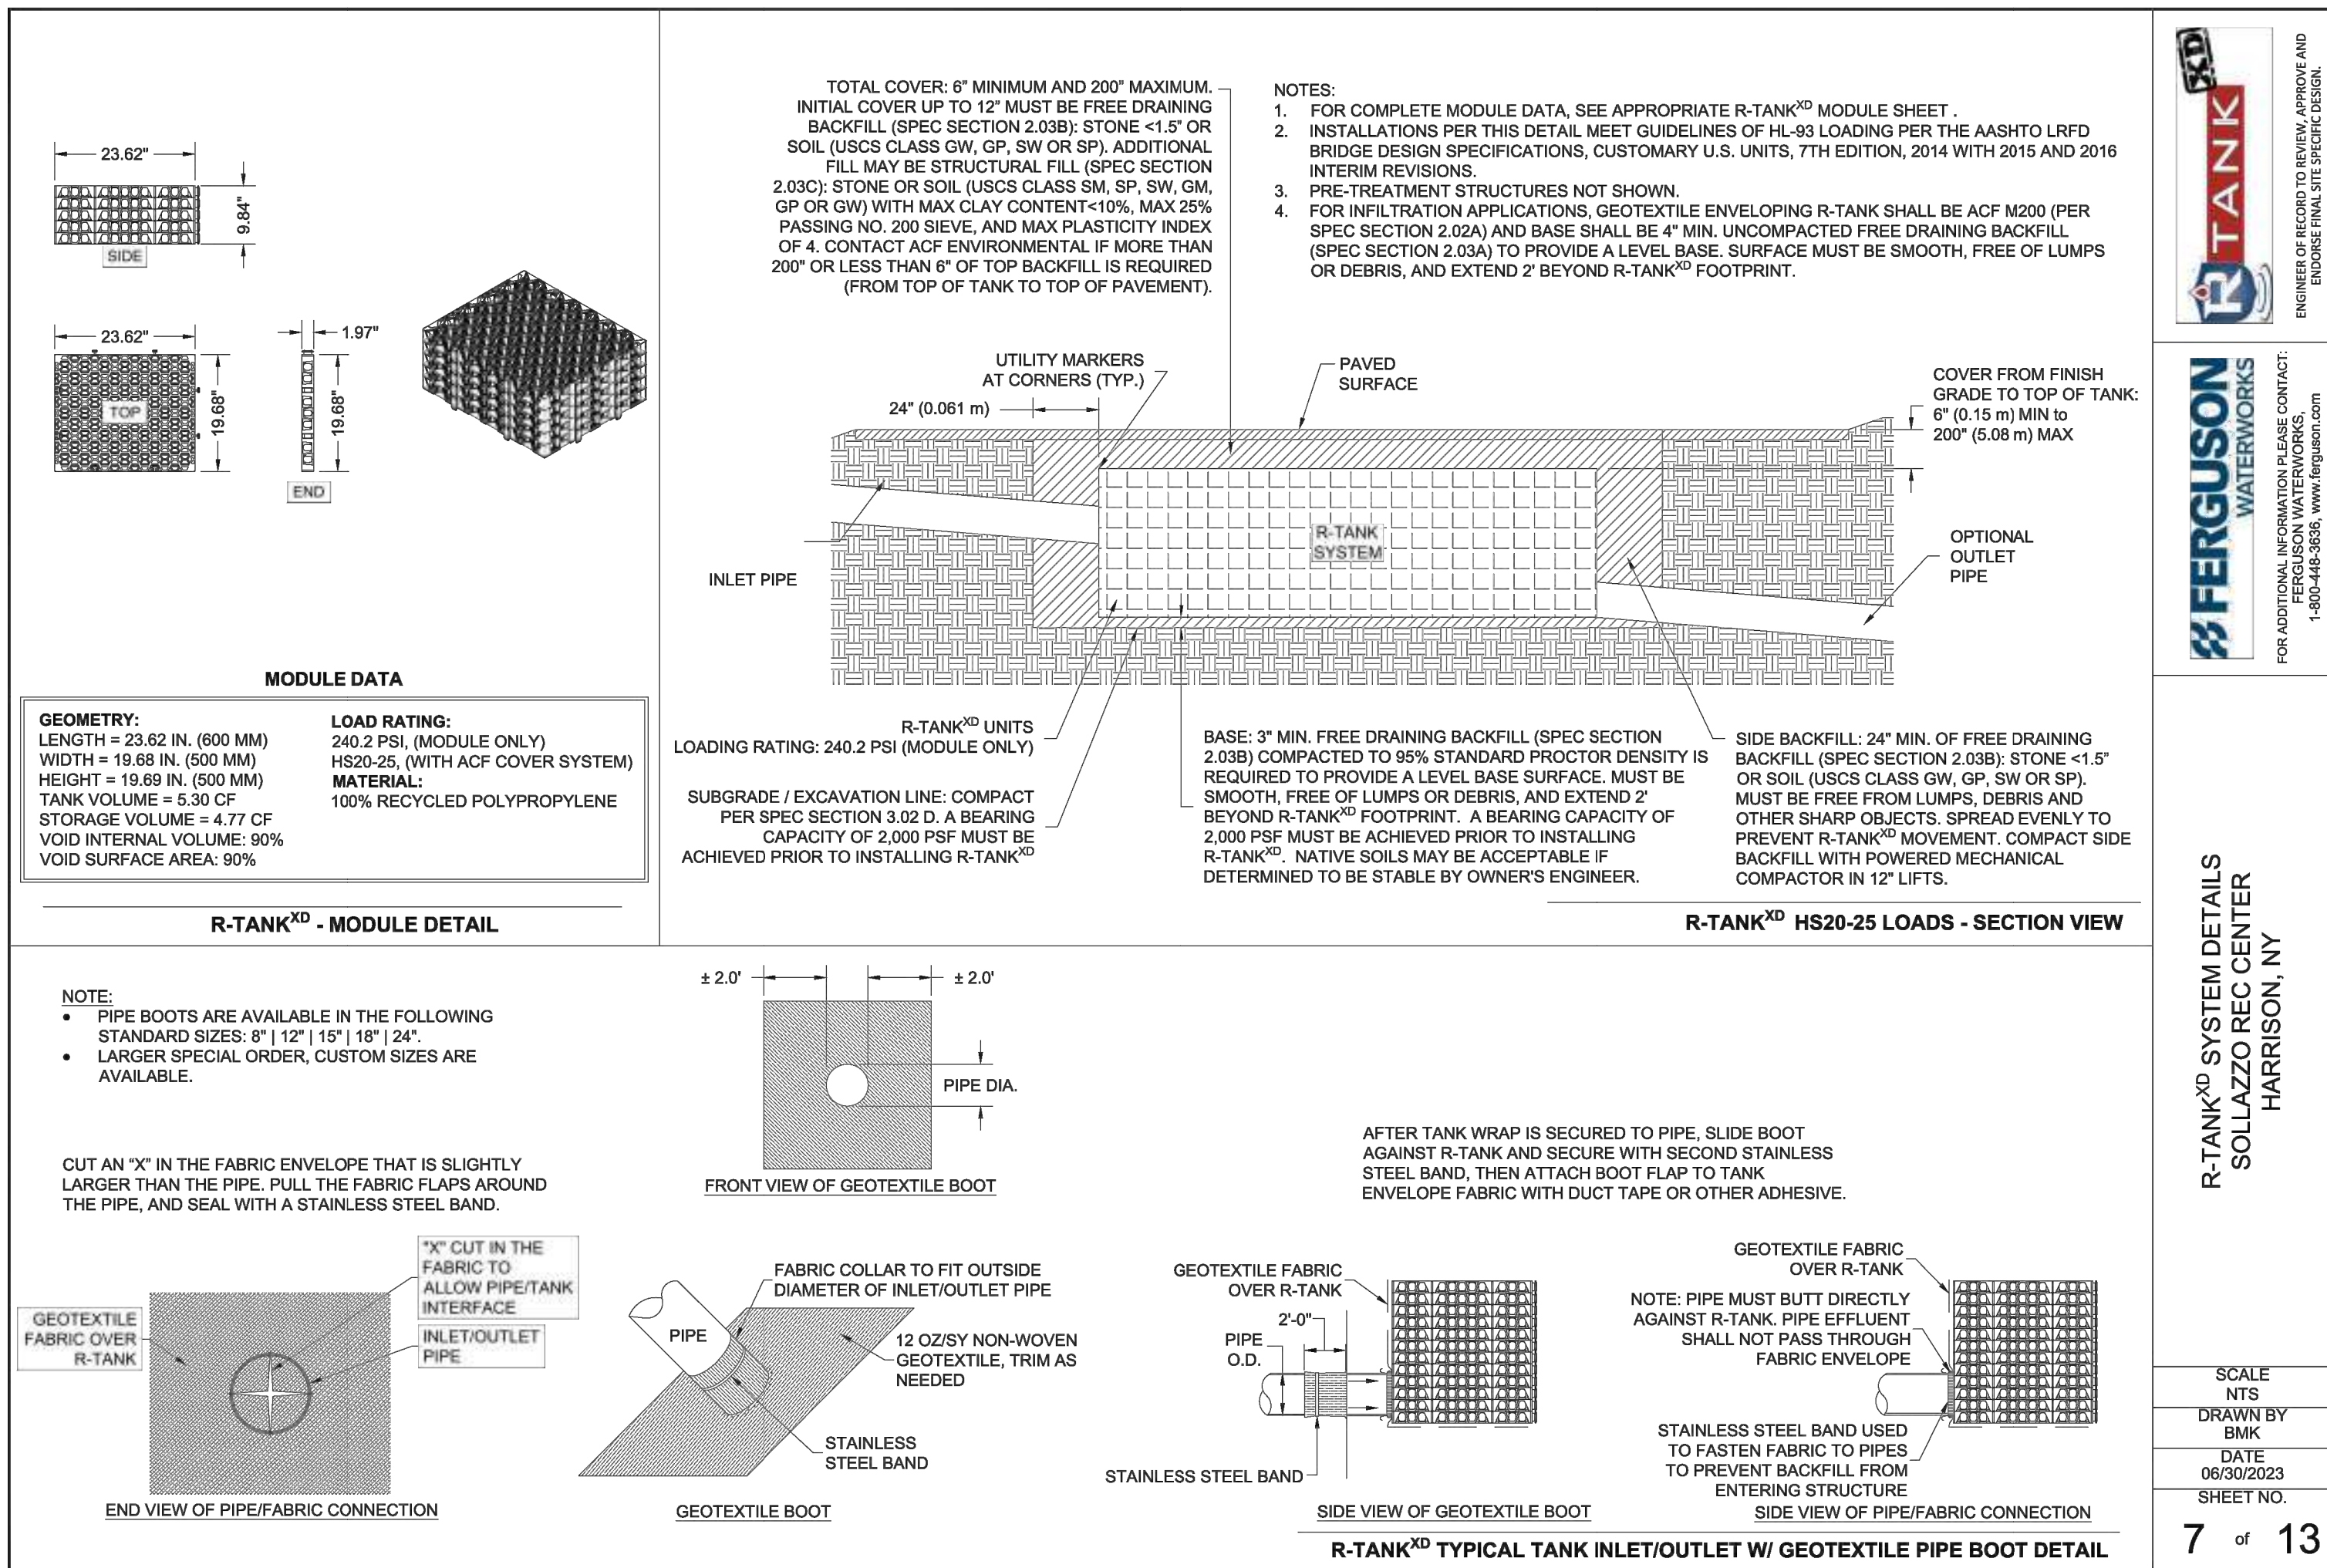 23.62"
9.84"
SIDE
23.62"
TOP
19.68"
1.97"
19.68"
END
MODULE DATA
GEOMETRY:
LENGTH = 23.62 IN. (600 MM)
WIDTH = 19.68 IN. (500 MM)
HEIGHT = 19.69 IN. (500 MM)
TANK VOLUME = 5.30 CF
STORAGE VOLUME = 4.77 CF
VOID INTERNAL VOLUME: 90%
VOID SURFACE AREA: 90%
LOAD RATING:
240.2 PSI, (MODULE ONLY)
HS20-25, (WITH ACF COVER SYSTEM)
MATERIAL:
100% RECYCLED POLYPROPYLENE
R-TANK^XD - MODULE DETAIL
TOTAL COVER: 6" MINIMUM AND 200" MAXIMUM.
INITIAL COVER UP TO 12" MUST BE FREE DRAINING
BACKFILL (SPEC SECTION 2.03B): STONE <1.5" OR
SOIL (USCS CLASS GW, GP, SW OR SP). ADDITIONAL
FILL MAY BE STRUCTURAL FILL (SPEC SECTION
2.03C): STONE OR SOIL (USCS CLASS SM, SP, SW, GM,
GP OR GW) WITH MAX CLAY CONTENT<10%, MAX 25%
PASSING NO. 200 SIEVE, AND MAX PLASTICITY INDEX
OF 4. CONTACT ACF ENVIRONMENTAL IF MORE THAN
200" OR LESS THAN 6" OF TOP BACKFILL IS REQUIRED
(FROM TOP OF TANK TO TOP OF PAVEMENT).
NOTES:
1. FOR COMPLETE MODULE DATA, SEE APPROPRIATE R-TANK^XD MODULE SHEET .
2. INSTALLATIONS PER THIS DETAIL MEET GUIDELINES OF HL-93 LOADING PER THE AASHTO LRFD
BRIDGE DESIGN SPECIFICATIONS, CUSTOMARY U.S. UNITS, 7TH EDITION, 2014 WITH 2015 AND 2016
INTERIM REVISIONS.
3. PRE-TREATMENT STRUCTURES NOT SHOWN.
4. FOR INFILTRATION APPLICATIONS, GEOTEXTILE ENVELOPING R-TANK SHALL BE ACF M200 (PER
SPEC SECTION 2.02A) AND BASE SHALL BE 4" MIN. UNCOMPACTED FREE DRAINING BACKFILL
(SPEC SECTION 2.03A) TO PROVIDE A LEVEL BASE. SURFACE MUST BE SMOOTH, FREE OF LUMPS
OR DEBRIS, AND EXTEND 2' BEYOND R-TANK^XD FOOTPRINT.
UTILITY MARKERS
AT CORNERS (TYP.)
24" (0.061 m)
PAVED
SURFACE
COVER FROM FINISH
GRADE TO TOP OF TANK:
6" (0.15 m) MIN to
200" (5.08 m) MAX
R-TANK
SYSTEM
INLET PIPE
OPTIONAL
OUTLET
PIPE
R-TANK^XD UNITS
LOADING RATING: 240.2 PSI (MODULE ONLY)
SUBGRADE / EXCAVATION LINE: COMPACT
PER SPEC SECTION 3.02 D. A BEARING
CAPACITY OF 2,000 PSF MUST BE
ACHIEVED PRIOR TO INSTALLING R-TANK^XD
BASE: 3" MIN. FREE DRAINING BACKFILL (SPEC SECTION
2.03B) COMPACTED TO 95% STANDARD PROCTOR DENSITY IS
REQUIRED TO PROVIDE A LEVEL BASE SURFACE. MUST BE
SMOOTH, FREE OF LUMPS OR DEBRIS, AND EXTEND 2'
BEYOND R-TANK^XD FOOTPRINT. A BEARING CAPACITY OF
2,000 PSF MUST BE ACHIEVED PRIOR TO INSTALLING
R-TANK^XD. NATIVE SOILS MAY BE ACCEPTABLE IF
DETERMINED TO BE STABLE BY OWNER'S ENGINEER.
SIDE BACKFILL: 24" MIN. OF FREE DRAINING
BACKFILL (SPEC SECTION 2.03B): STONE <1.5"
OR SOIL (USCS CLASS GW, GP, SW OR SP).
MUST BE FREE FROM LUMPS, DEBRIS AND
OTHER SHARP OBJECTS. SPREAD EVENLY TO
PREVENT R-TANK^XD MOVEMENT. COMPACT SIDE
BACKFILL WITH POWERED MECHANICAL
COMPACTOR IN 12" LIFTS.
R-TANK^XD HS20-25 LOADS - SECTION VIEW
NOTE:
• PIPE BOOTS ARE AVAILABLE IN THE FOLLOWING
STANDARD SIZES: 8" | 12" | 15" | 18" | 24".
• LARGER SPECIAL ORDER, CUSTOM SIZES ARE
AVAILABLE.
± 2.0'
± 2.0'
PIPE DIA.
FRONT VIEW OF GEOTEXTILE BOOT
CUT AN "X" IN THE FABRIC ENVELOPE THAT IS SLIGHTLY
LARGER THAN THE PIPE. PULL THE FABRIC FLAPS AROUND
THE PIPE, AND SEAL WITH A STAINLESS STEEL BAND.
"X" CUT IN THE
FABRIC TO
ALLOW PIPE/TANK
INTERFACE
GEOTEXTILE
FABRIC OVER
R-TANK
INLET/OUTLET
PIPE
END VIEW OF PIPE/FABRIC CONNECTION
PIPE
FABRIC COLLAR TO FIT OUTSIDE
DIAMETER OF INLET/OUTLET PIPE
12 OZ/SY NON-WOVEN
GEOTEXTILE, TRIM AS
NEEDED
STAINLESS
STEEL BAND
GEOTEXTILE BOOT
AFTER TANK WRAP IS SECURED TO PIPE, SLIDE BOOT
AGAINST R-TANK AND SECURE WITH SECOND STAINLESS
STEEL BAND, THEN ATTACH BOOT FLAP TO TANK
ENVELOPE FABRIC WITH DUCT TAPE OR OTHER ADHESIVE.
GEOTEXTILE FABRIC
OVER R-TANK
2'-0"
PIPE
O.D.
STAINLESS STEEL BAND
SIDE VIEW OF GEOTEXTILE BOOT
GEOTEXTILE FABRIC
OVER R-TANK
NOTE: PIPE MUST BUTT DIRECTLY
AGAINST R-TANK. PIPE EFFLUENT
SHALL NOT PASS THROUGH
FABRIC ENVELOPE
STAINLESS STEEL BAND USED
TO FASTEN FABRIC TO PIPES
TO PREVENT BACKFILL FROM
ENTERING STRUCTURE
SIDE VIEW OF PIPE/FABRIC CONNECTION
R-TANK^XD TYPICAL TANK INLET/OUTLET W/ GEOTEXTILE PIPE BOOT DETAIL
R TANK XD
ENGINEER OF RECORD TO REVIEW, APPROVE AND
ENDORSE FINAL SITE SPECIFIC DESIGN.
FERGUSON
WATERWORKS
FOR ADDITIONAL INFORMATION PLEASE CONTACT:
FERGUSON WATERWORKS,
1-800-448-3636, www.ferguson.com
R-TANK^XD SYSTEM DETAILS
SOLLAZZO REC CENTER
HARRISON, NY
SCALE
NTS
DRAWN BY
BMK
DATE
06/30/2023
SHEET NO.
7 of 13